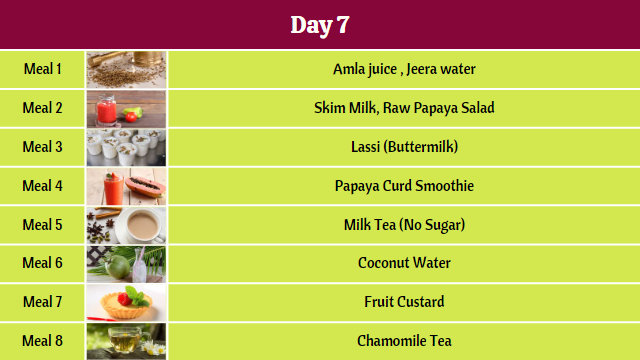 Day 7
Meal 1 Amla juice , Jeera water
Meal 2 Skim Milk, Raw Papaya Salad
Meal 3 Lassi (Buttermilk)
Meal 4 Papaya Curd Smoothie
Meal 5 Milk Tea (No Sugar)
Meal 6 Coconut Water
Meal 7 Fruit Custard
Meal 8 Chamomile Tea